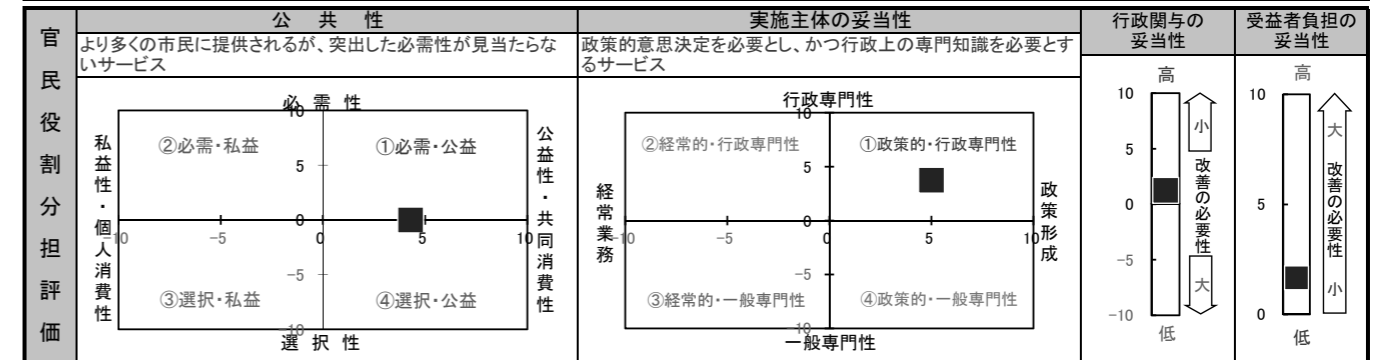 官民役割分担評価
公 共 性
より多くの市民に提供されるが、突出した必需性が見当たらな
いサービス
必 需 性
10
②必需・私益
①必需・公益
5
私益性・個人消費性
公益性・共同消費性
0
-10
-5
0
5
10
-5
③選択・私益
④選択・公益
-10
選 択 性
実施主体の妥当性
政策的意思決定を必要とし、かつ行政上の専門知識を必要とす
るサービス
行政専門性
10
②経常的・行政専門性
①政策的・行政専門性
5
経常業務
政策形成
0
-10
-5
0
5
10
-5
③経常的・一般専門性
④政策的・一般専門性
-10
一般専門性
行政関与の
妥当性
高
10
5
0
-5
-10
低
小
改善の必要性
大
受益者負担の
妥当性
高
10
5
0
低
大
改善の必要性
小